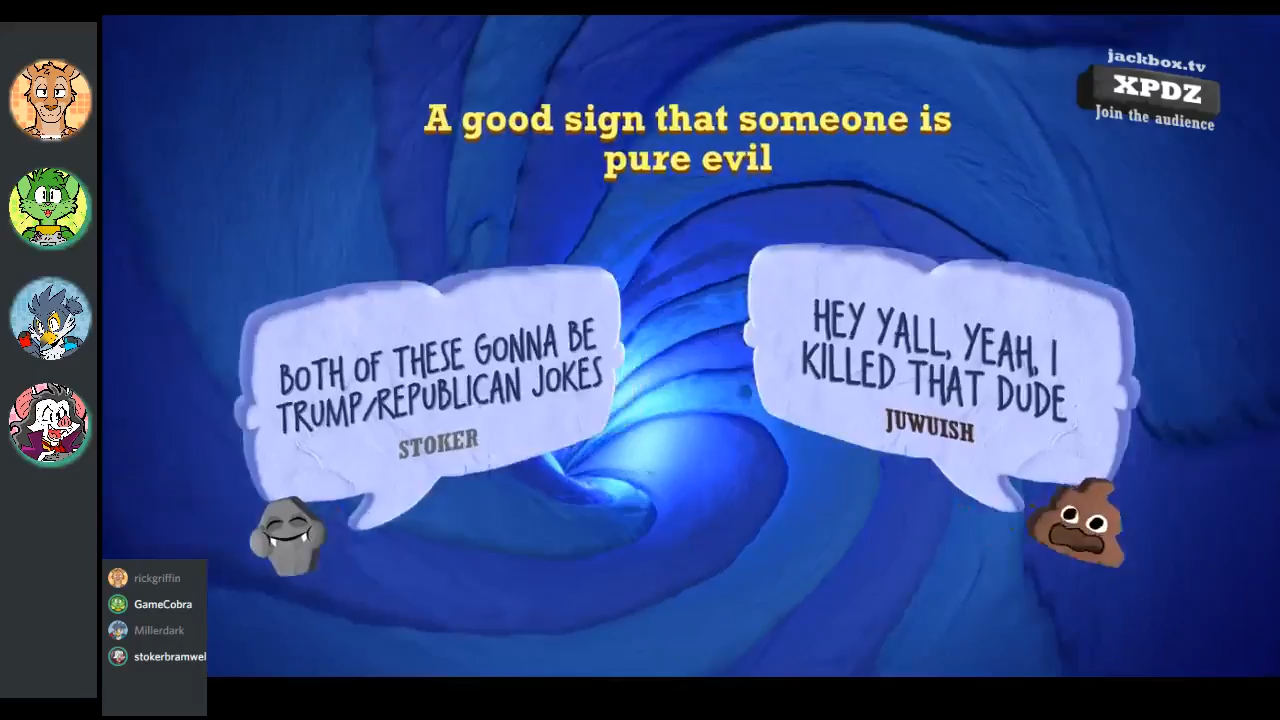 jackbox.tv
XPDZ
Join the audience
A good sign that someone is
pure evil
BOTH OF THESE GONNA BE
TRUMP/REPUBLICAN JOKES
STOKER
HEY YALL, YEAH, I
KILLED THAT DUDE
JUWUISH
rickgriffin
GameCobra
Millerdark
stokerbramwel